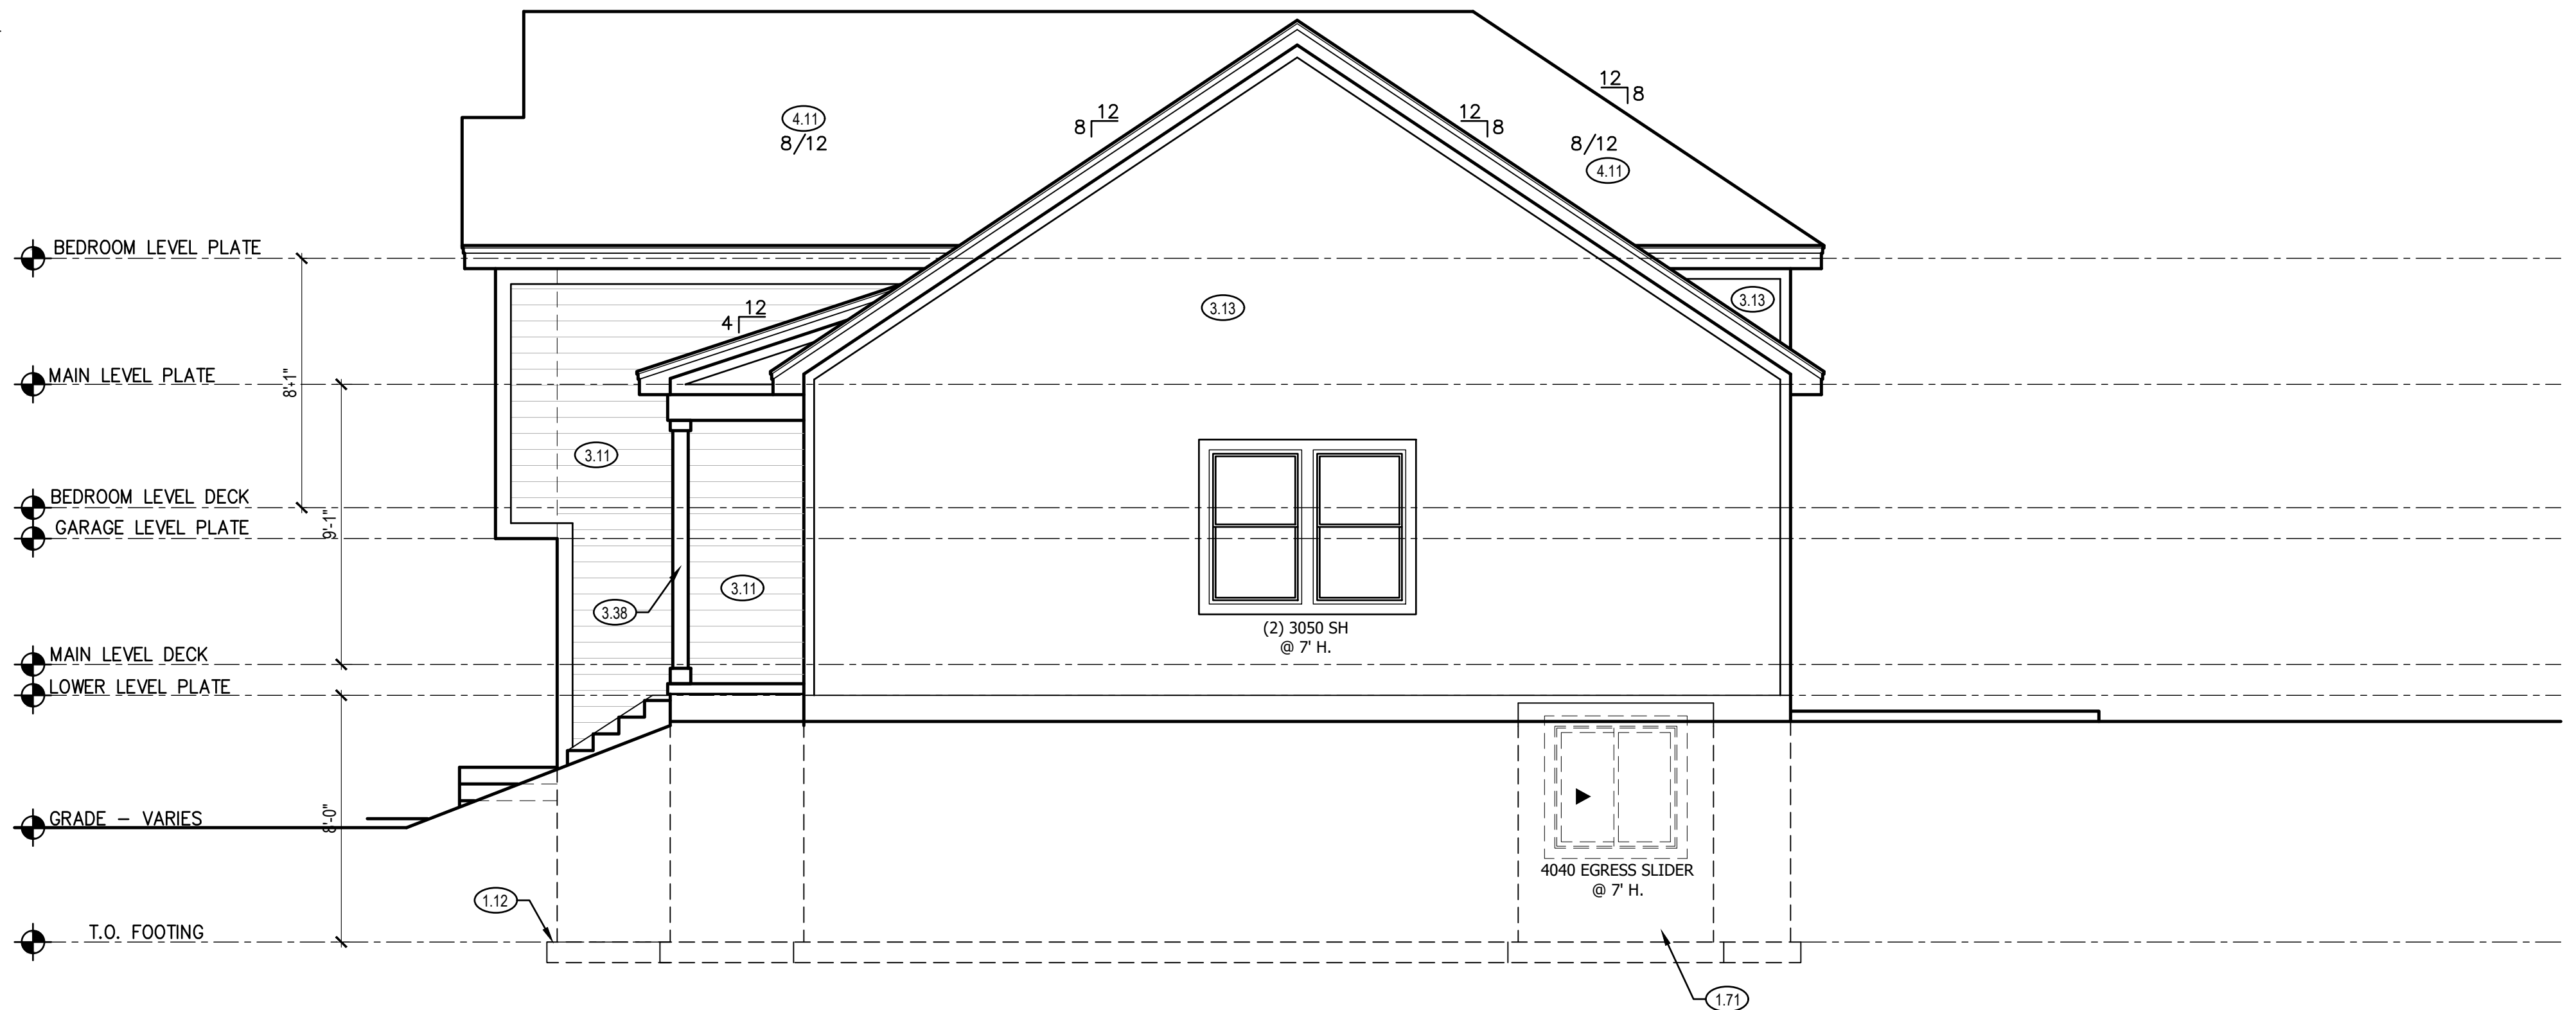 12
8
12
8
12
8
4.11
8/12
8/12
4.11
BEDROOM LEVEL PLATE
3.13
3.13
12
4
MAIN LEVEL PLATE
8'-1"
3.11
BEDROOM LEVEL DECK
GARAGE LEVEL PLATE
9'-1"
3.11
3.38
(2) 3050 SH
@ 7' H.
MAIN LEVEL DECK
LOWER LEVEL PLATE
GRADE – VARIES
8'-0"
4040 EGRESS SLIDER
@ 7' H.
1.12
T.O. FOOTING
1.71